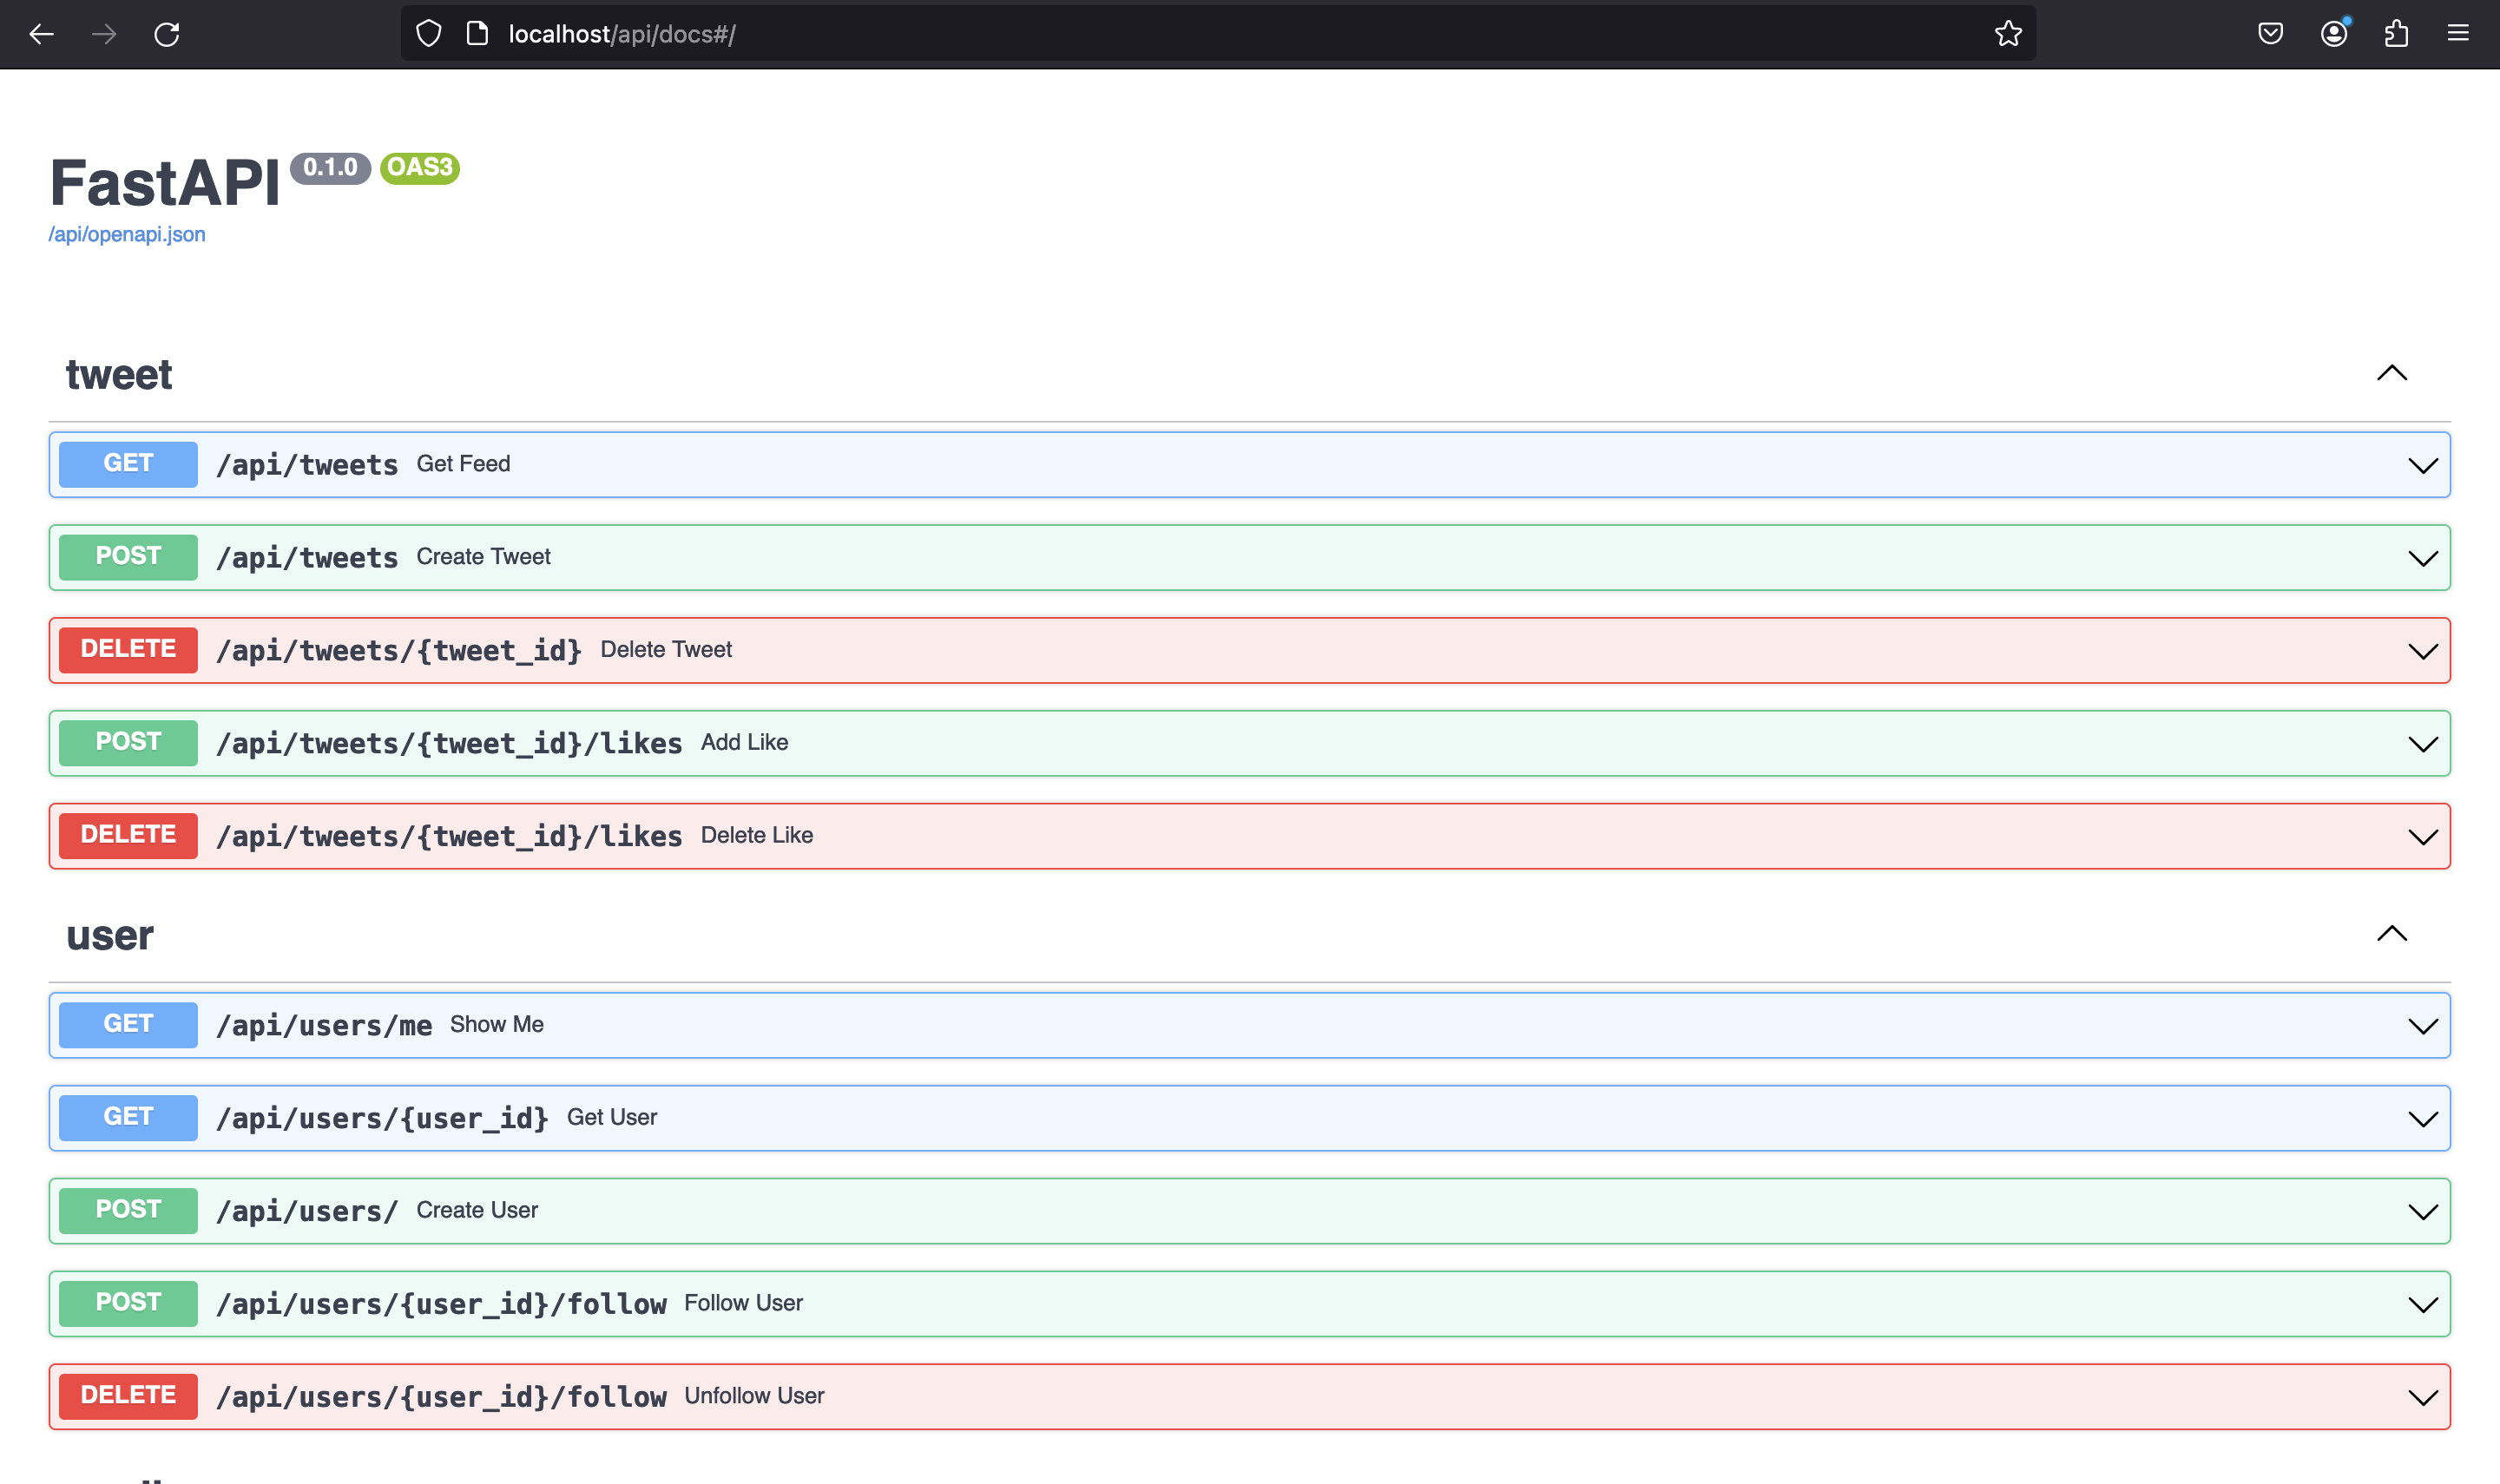 localhost/api/docs#/
FastAPI 0.1.0 OAS3
/api/openapi.json
tweet
GET /api/tweets Get Feed
POST /api/tweets Create Tweet
DELETE /api/tweets/{tweet_id} Delete Tweet
POST /api/tweets/{tweet_id}/likes Add Like
DELETE /api/tweets/{tweet_id}/likes Delete Like
user
GET /api/users/me Show Me
GET /api/users/{user_id} Get User
POST /api/users/ Create User
POST /api/users/{user_id}/follow Follow User
DELETE /api/users/{user_id}/follow Unfollow User